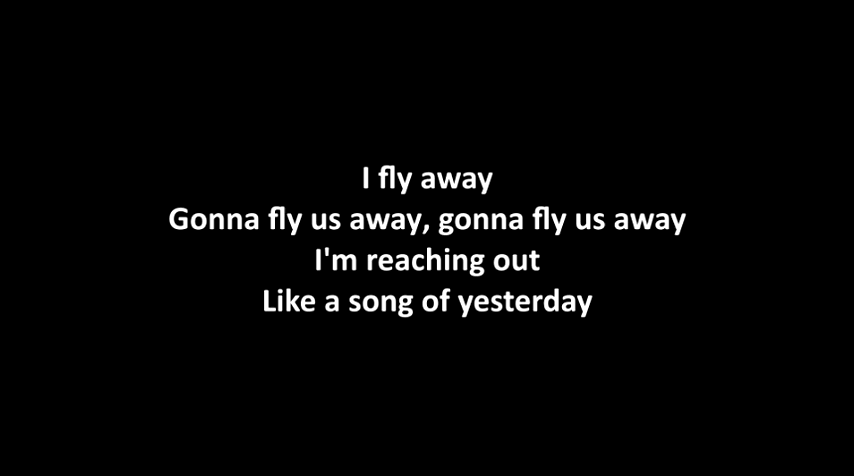 I fly away
Gonna fly us away, gonna fly us away
I'm reaching out
Like a song of yesterday